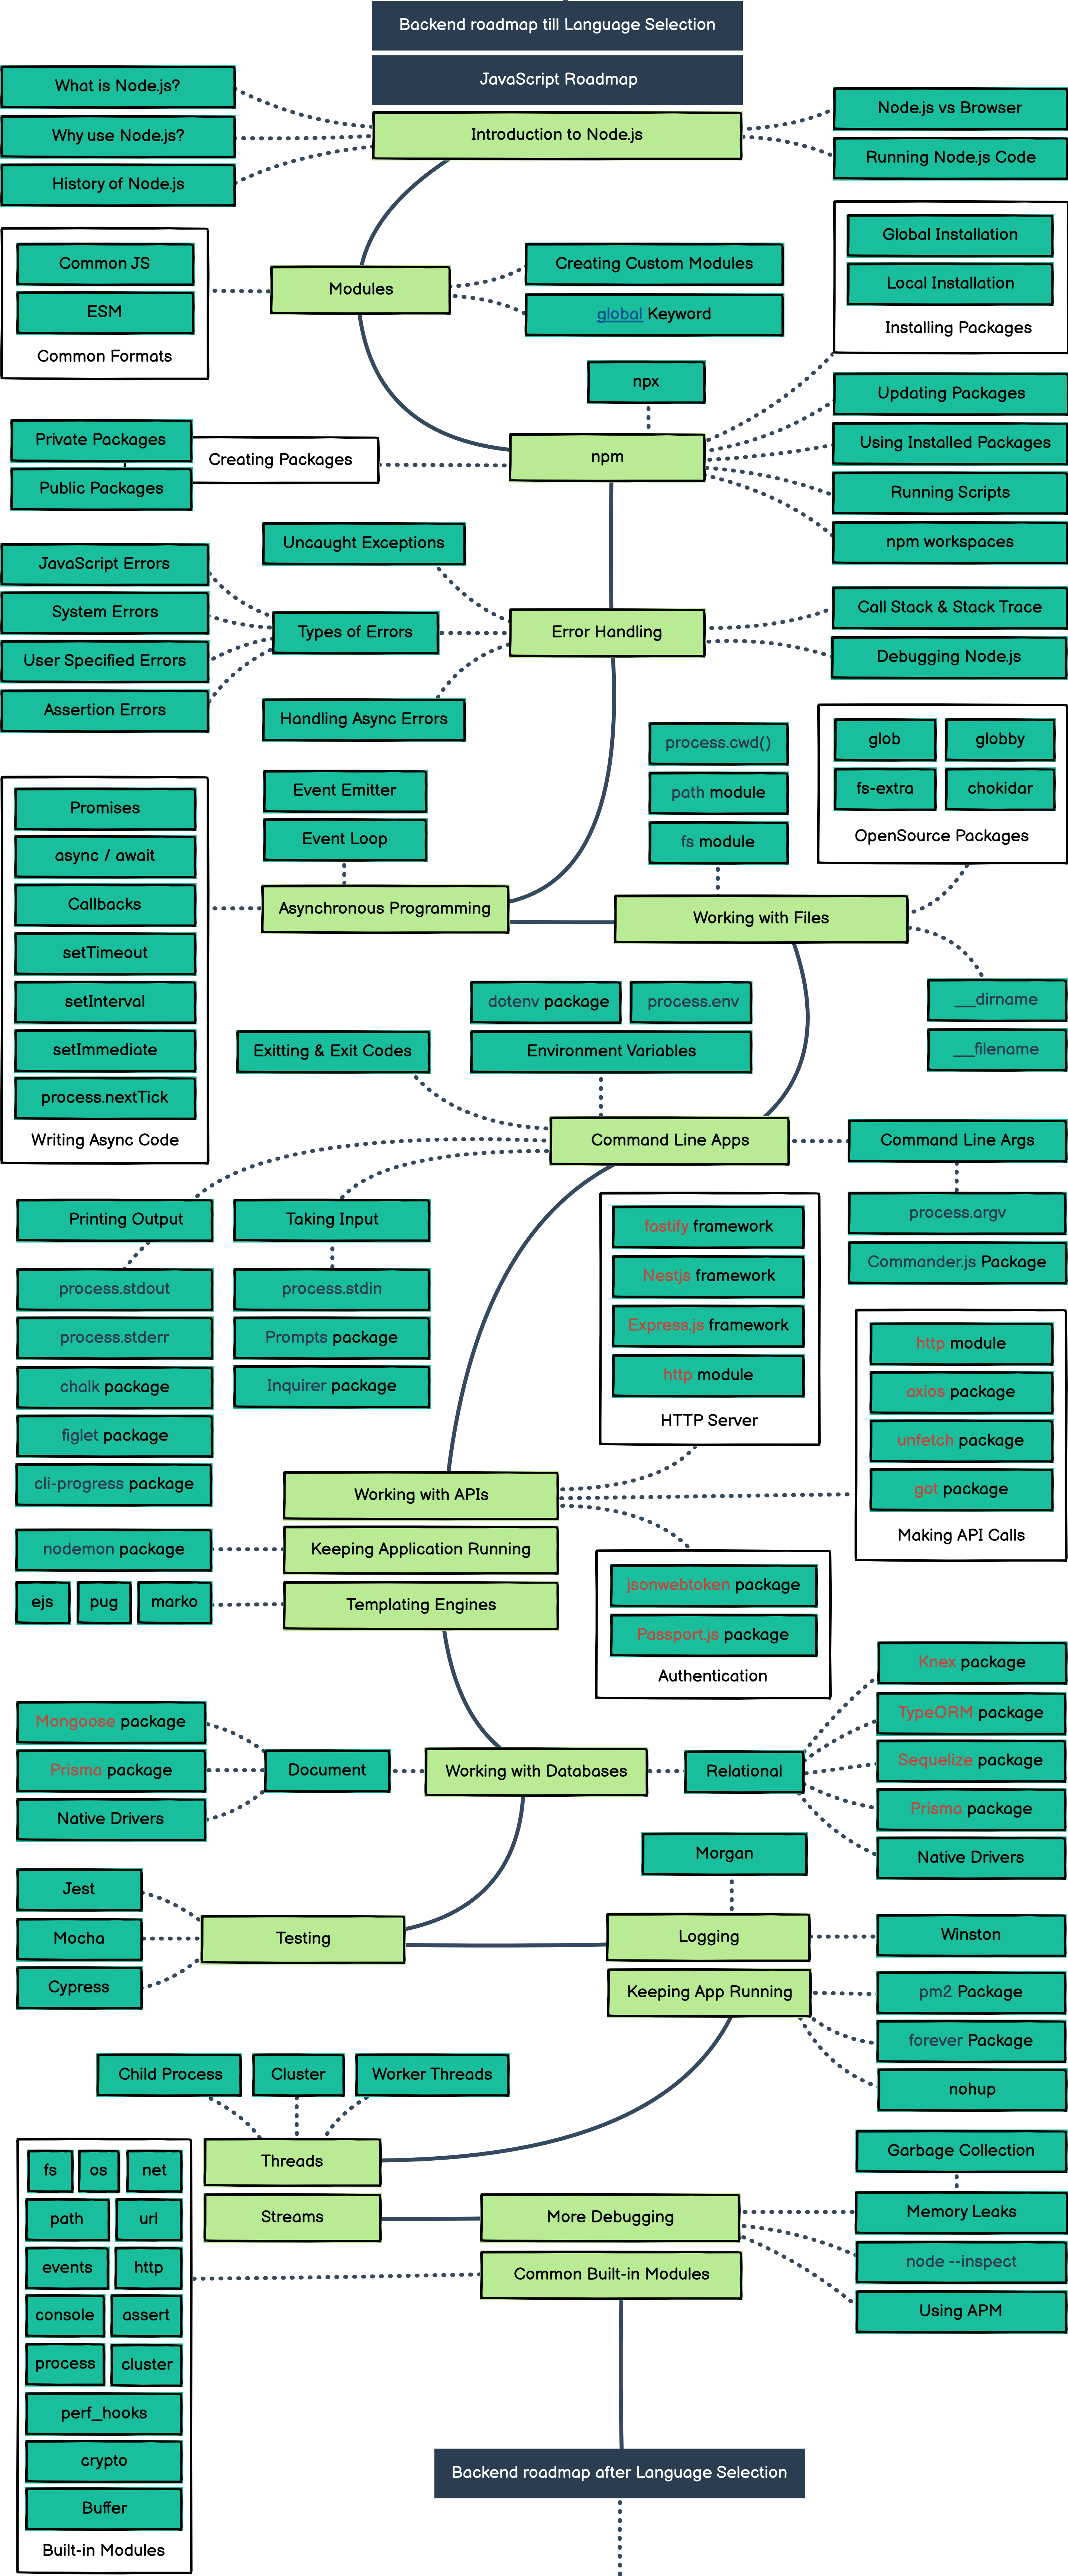 Backend roadmap till Language Selection
JavaScript Roadmap
What is Node.js?
Why use Node.js?
History of Node.js
Introduction to Node.js
Node.js vs Browser
Running Node.js Code
Common JS
ESM
Common Formats
Modules
Creating Custom Modules
global Keyword
Global Installation
Local Installation
Installing Packages
npx
Private Packages
Public Packages
Creating Packages
npm
Updating Packages
Using Installed Packages
Running Scripts
npm workspaces
Uncaught Exceptions
JavaScript Errors
System Errors
User Specified Errors
Assertion Errors
Types of Errors
Error Handling
Handling Async Errors
Call Stack & Stack Trace
Debugging Node.js
process.cwd()
path module
fs module
glob
globby
fs-extra
chokidar
OpenSource Packages
Event Emitter
Event Loop
Promises
async / await
Callbacks
setTimeout
setInterval
setImmediate
process.nextTick
Writing Async Code
Asynchronous Programming
Working with Files
__dirname
__filename
dotenv package
process.env
Exitting & Exit Codes
Environment Variables
Command Line Apps
Command Line Args
process.argv
Commander.js Package
Printing Output
Taking Input
process.stdout
process.stderr
chalk package
figlet package
cli-progress package
process.stdin
Prompts package
Inquirer package
fastify framework
Nestjs framework
Express.js framework
http module
HTTP Server
http module
axios package
unfetch package
got package
Making API Calls
Working with APIs
nodemon package
Keeping Application Running
ejs
pug
marko
Templating Engines
jsonwebtoken package
Passport.js package
Authentication
Mongoose package
Prisma package
Native Drivers
Document
Working with Databases
Relational
Knex package
TypeORM package
Sequelize package
Prisma package
Native Drivers
Jest
Mocha
Cypress
Testing
Morgan
Logging
Winston
Keeping App Running
pm2 Package
forever Package
nohup
Child Process
Cluster
Worker Threads
Threads
Streams
More Debugging
Garbage Collection
Memory Leaks
node --inspect
Using APM
Common Built-in Modules
fs
os
net
path
url
events
http
console
assert
process
cluster
perf_hooks
crypto
Buffer
Built-in Modules
Backend roadmap after Language Selection